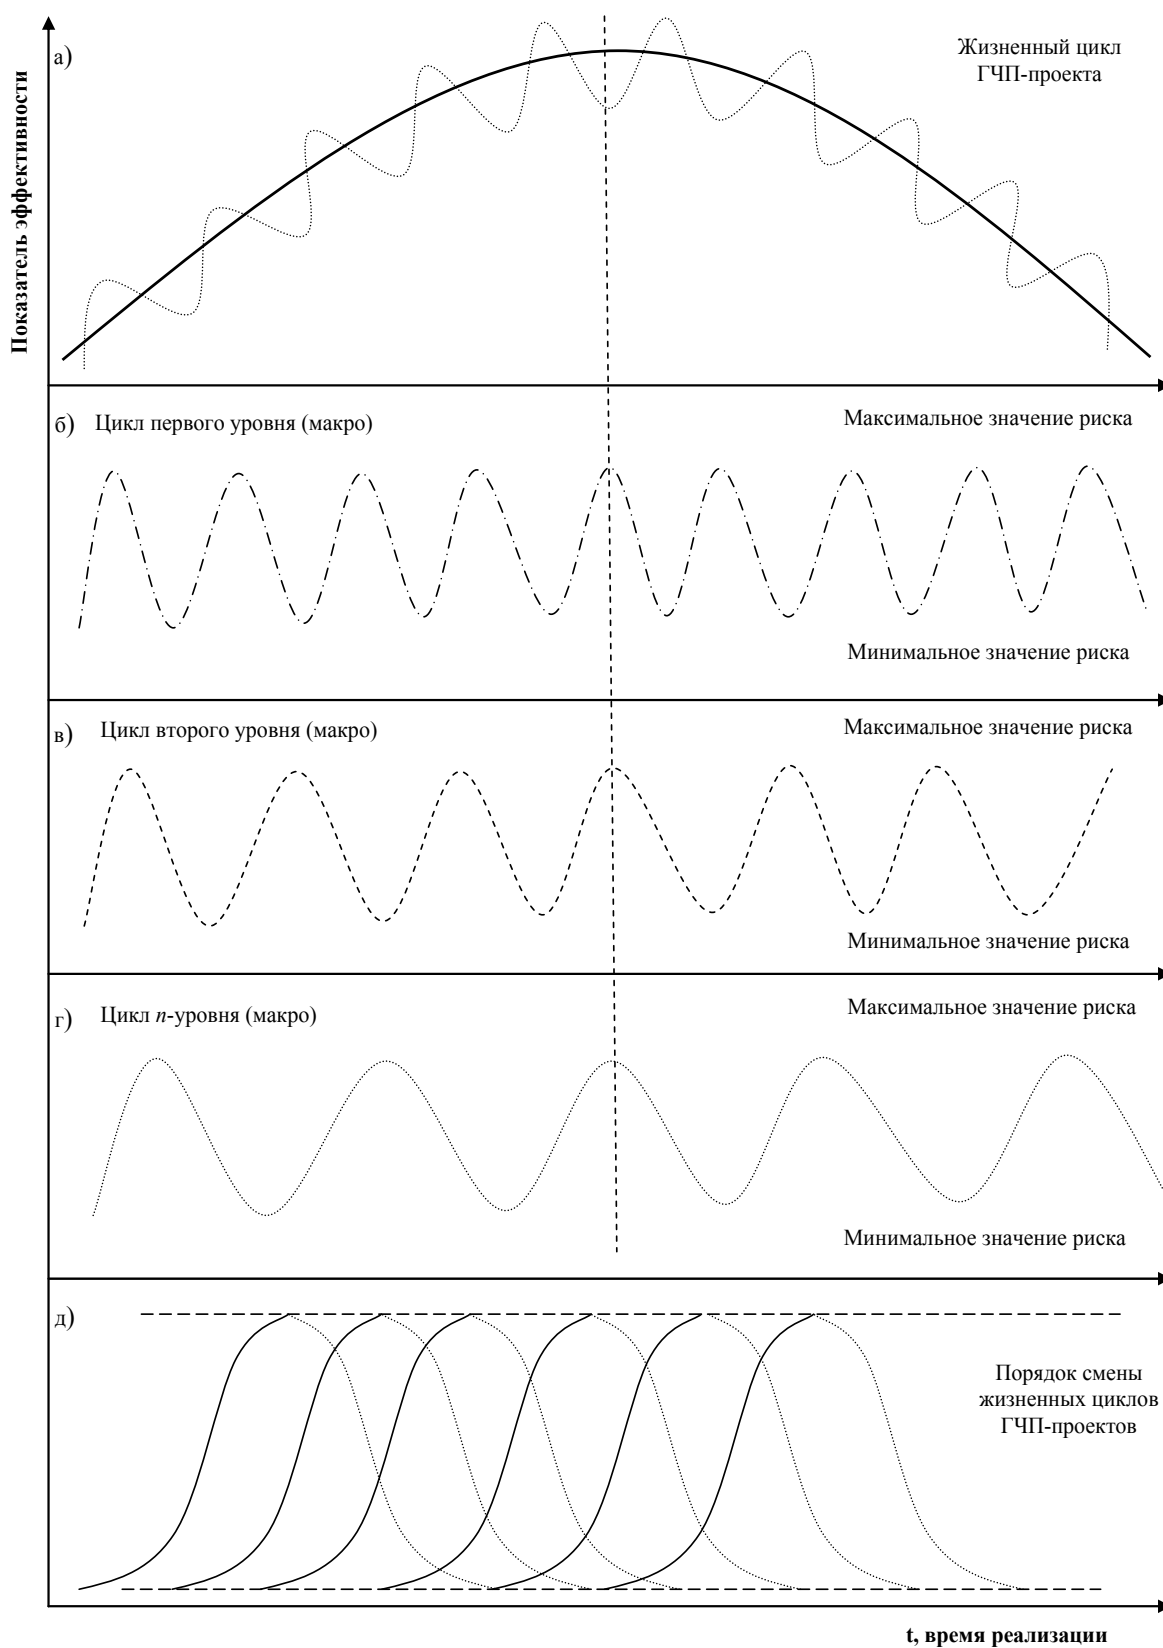 Показатель эффективности
а)
Жизненный цикл
ГЧП-проекта
б) Цикл первого уровня (макро)
Максимальное значение риска
Минимальное значение риска
в) Цикл второго уровня (макро)
Максимальное значение риска
Минимальное значение риска
г) Цикл n-уровня (макро)
Максимальное значение риска
Минимальное значение риска
д)
Порядок смены
жизненных циклов
ГЧП-проектов
t, время реализации